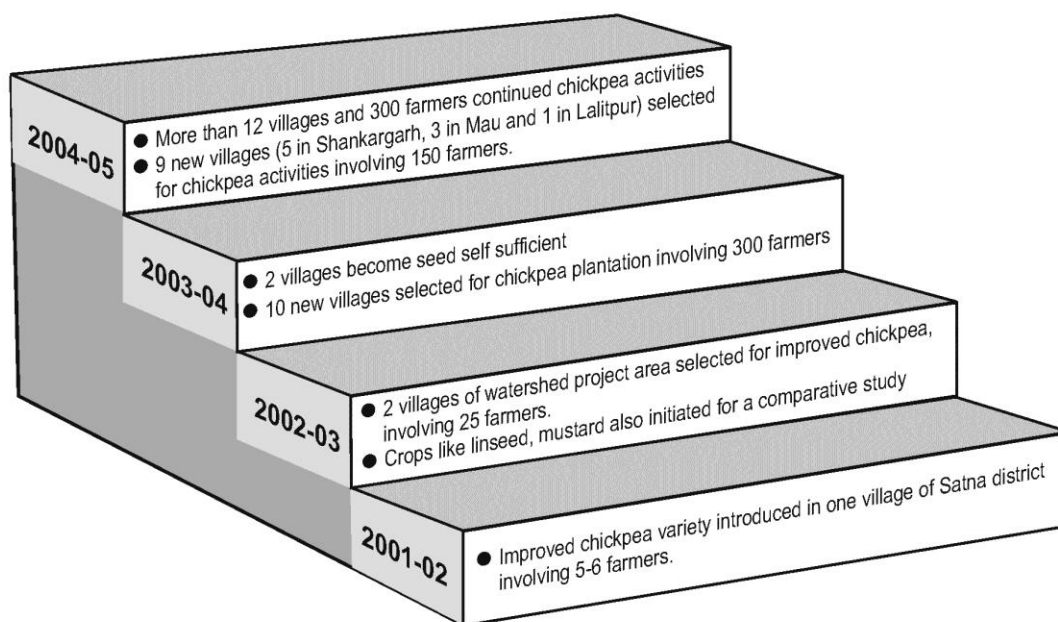 2004-05
● More than 12 villages and 300 farmers continued chickpea activities
● 9 new villages (5 in Shankargarh, 3 in Mau and 1 in Lalitpur) selected
for chickpea activities involving 150 farmers.
2003-04
● 2 villages become seed self sufficient
● 10 new villages selected for chickpea plantation involving 300 farmers
2002-03
● 2 villages of watershed project area selected for improved chickpea,
involving 25 farmers.
● Crops like linseed, mustard also initiated for a comparative study
2001-02
● Improved chickpea variety introduced in one village of Satna district
involving 5-6 farmers.